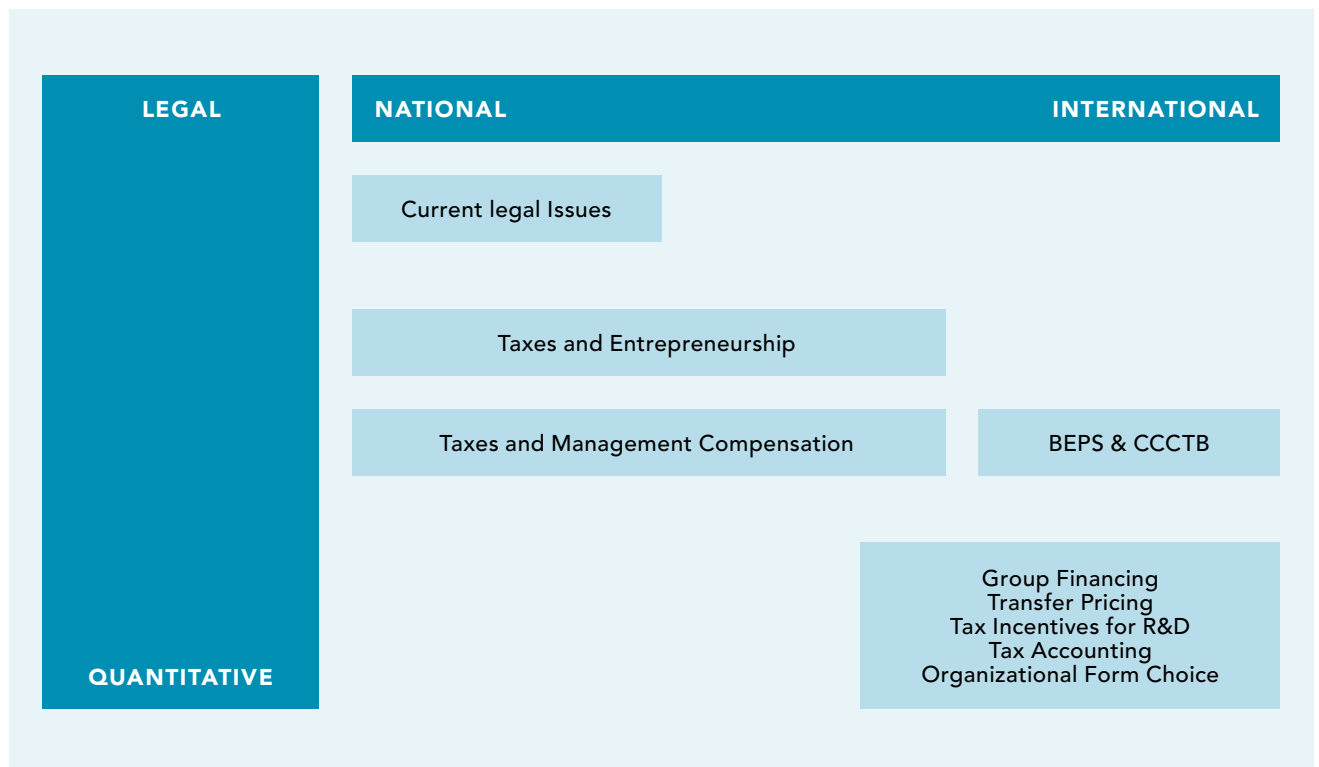 LEGAL
NATIONAL
INTERNATIONAL
Current legal Issues
Taxes and Entrepreneurship
Taxes and Management Compensation
BEPS & CCCTB
Group Financing
Transfer Pricing
Tax Incentives for R&D
Tax Accounting
Organizational Form Choice
QUANTITATIVE